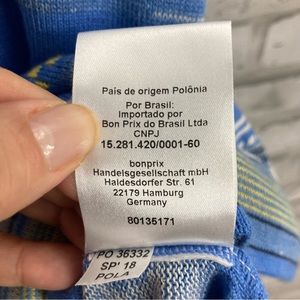 País de origem Polônia
Por Brasil:
Importado por
Bon Prix do Brasil Ltda
CNPJ
15.281.420/0001-60
bonprix
Handelsgesellschaft mbH
Haldesdorfer Str. 61
22179 Hamburg
Germany
80135171
PO 36332
SP' 18
POLA